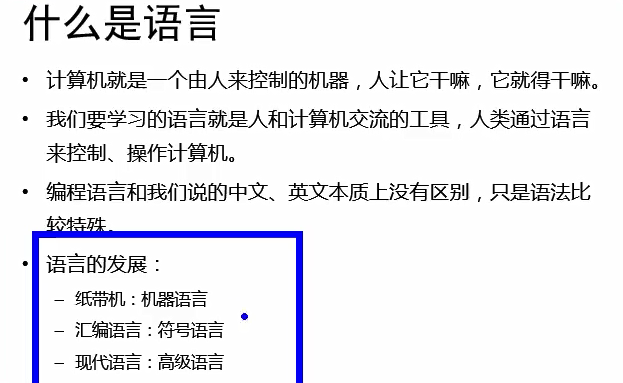 什么是语言
• 计算机就是一个由人来控制的机器，人让它干嘛，它就得干嘛。
• 我们要学习的语言就是人和计算机交流的工具，人类通过语言
来控制、操作计算机。
• 编程语言和我们说的中文、英文本质上没有区别，只是语法比
较特殊。
• 语言的发展：
– 纸带机：机器语言
– 汇编语言：符号语言
– 现代语言：高级语言